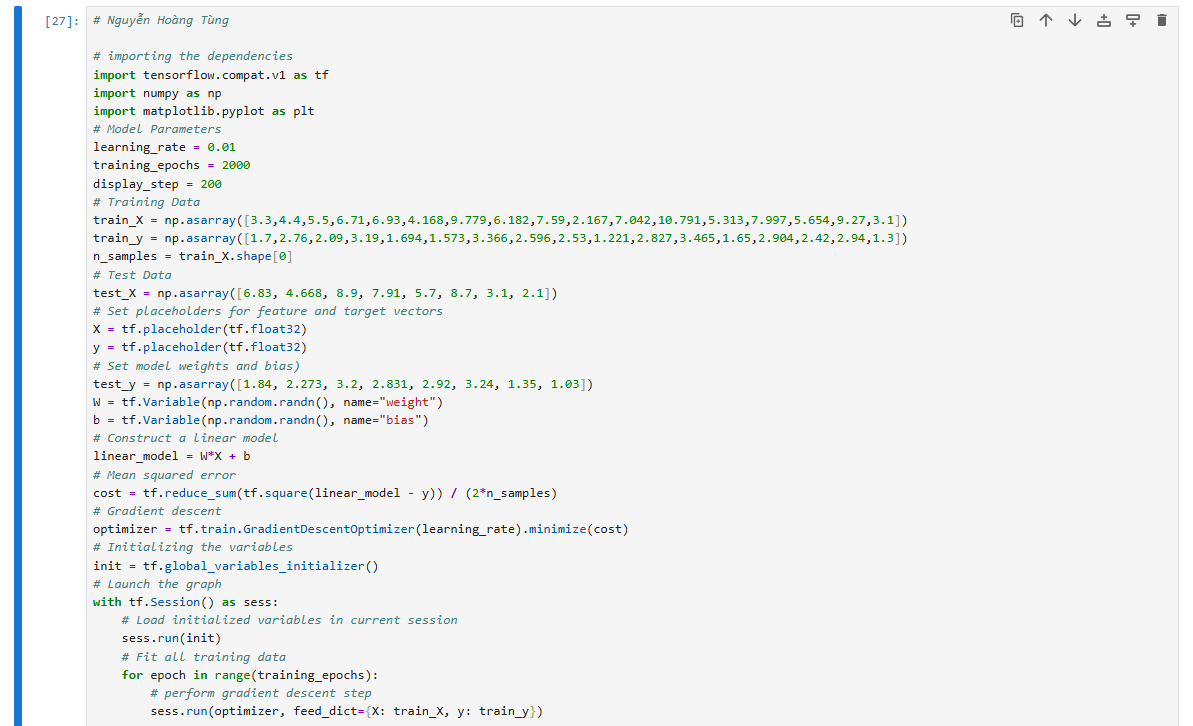 [27]:
# Nguyễn Hoàng Tùng
# importing the dependencies
import tensorflow.compat.v1 as tf
import numpy as np
import matplotlib.pyplot as plt
# Model Parameters
learning_rate = 0.01
training_epochs = 2000
display_step = 200
# Training Data
train_X = np.asarray([3.3,4.4,5.5,6.71,6.93,4.168,9.779,6.182,7.59,2.167,7.042,10.791,5.313,7.997,5.654,9.27,3.1])
train_y = np.asarray([1.7,2.76,2.09,3.19,1.694,1.573,3.366,2.596,2.53,1.221,2.827,3.465,1.65,2.904,2.42,2.94,1.3])
n_samples = train_X.shape[0]
# Test Data
test_X = np.asarray([6.83, 4.668, 8.9, 7.91, 5.7, 8.7, 3.1, 2.1])
# Set placeholders for feature and target vectors
X = tf.placeholder(tf.float32)
y = tf.placeholder(tf.float32)
# Set model weights and bias)
test_y = np.asarray([1.84, 2.273, 3.2, 2.831, 2.92, 3.24, 1.35, 1.03])
W = tf.Variable(np.random.randn(), name="weight")
b = tf.Variable(np.random.randn(), name="bias")
# Construct a linear model
linear_model = W*X + b
# Mean squared error
cost = tf.reduce_sum(tf.square(linear_model - y)) / (2*n_samples)
# Gradient descent
optimizer = tf.train.GradientDescentOptimizer(learning_rate).minimize(cost)
# Initializing the variables
init = tf.global_variables_initializer()
# Launch the graph
with tf.Session() as sess:
    # Load initialized variables in current session
    sess.run(init)
    # Fit all training data
    for epoch in range(training_epochs):
        # perform gradient descent step
        sess.run(optimizer, feed_dict={X: train_X, y: train_y})